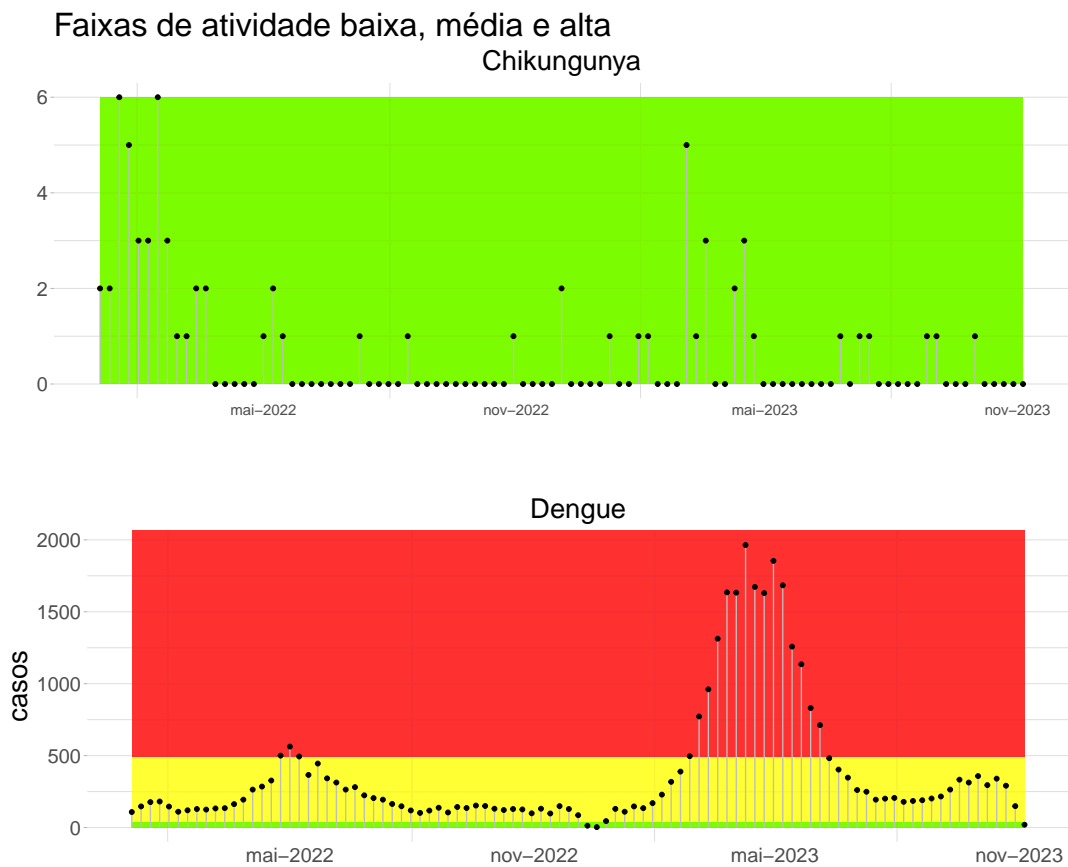 Faixas de atividade baixa, média e alta
Chikungunya
6
4
2
0
mai−2022 nov−2022 mai−2023 nov−2023
Dengue
casos
2000
1500
1000
500
0
mai−2022 nov−2022 mai−2023 nov−2023